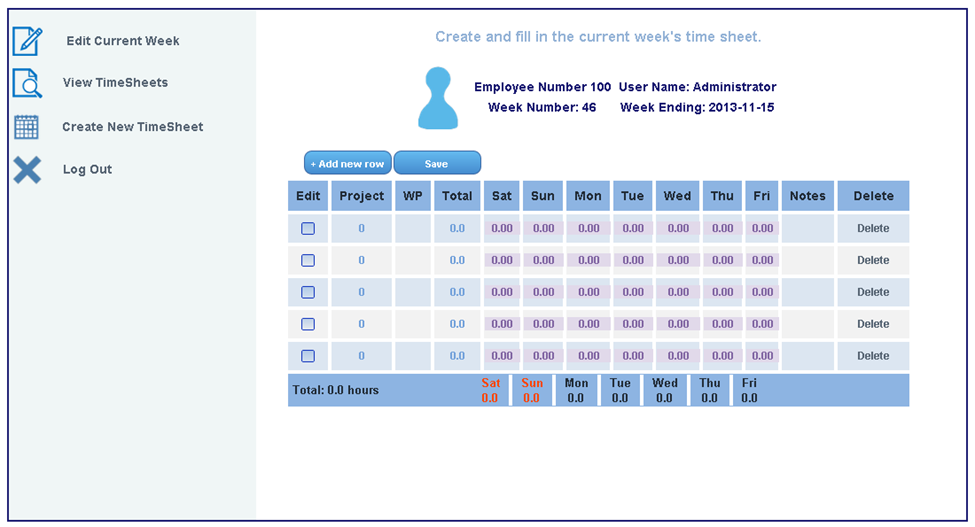 Edit Current Week
View TimeSheets
Create New TimeSheet
Log Out
Create and fill in the current week's time sheet.
Employee Number 100 User Name: Administrator
Week Number: 46 Week Ending: 2013-11-15
+ Add new row Save
Edit Project WP Total Sat Sun Mon Tue Wed Thu Fri Notes Delete
0 0.0 0.00 0.00 0.00 0.00 0.00 0.00 0.00 Delete
0 0.0 0.00 0.00 0.00 0.00 0.00 0.00 0.00 Delete
0 0.0 0.00 0.00 0.00 0.00 0.00 0.00 0.00 Delete
0 0.0 0.00 0.00 0.00 0.00 0.00 0.00 0.00 Delete
0 0.0 0.00 0.00 0.00 0.00 0.00 0.00 0.00 Delete
Total: 0.0 hours
Sat Sun Mon Tue Wed Thu Fri
0.0 0.0 0.0 0.0 0.0 0.0 0.0